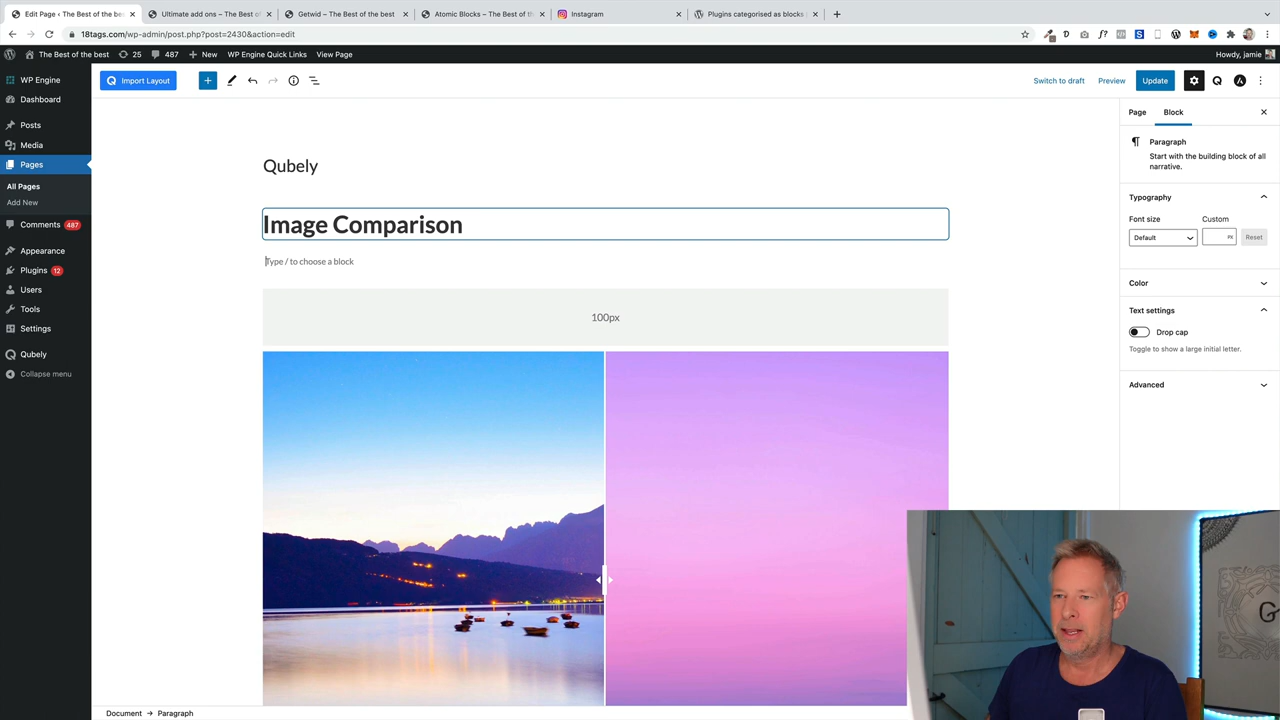 Edit Page ‹ The Best of the bes
Ultimate add ons – The Best of
Getwid – The Best of the best
Atomic Blocks – The Best of th
Instagram
Plugins categorised as blocks
18tags.com/wp-admin/post.php?post=2430&action=edit
The Best of the best
25
487
New
WP Engine Quick Links
View Page
Howdy, jamie
WP Engine
Dashboard
Posts
Media
Pages
All Pages
Add New
Comments 487
Appearance
Plugins 12
Users
Tools
Settings
Qubely
Collapse menu
Import Layout
Switch to draft
Preview
Update
Qubely
Image Comparison
Type / to choose a block
100px
Page
Block
Paragraph
Start with the building block of all
narrative.
Typography
Font size
Custom
Default
PX
Reset
Color
Text settings
Drop cap
Toggle to show a large initial letter.
Advanced
G
Document → Paragraph